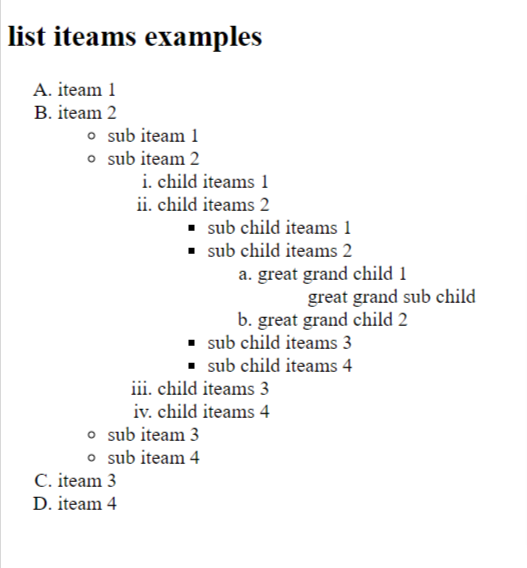 list iteams examples
A. iteam 1
B. iteam 2
sub iteam 1
sub iteam 2
i. child iteams 1
ii. child iteams 2
sub child iteams 1
sub child iteams 2
a. great grand child 1
great grand sub child
b. great grand child 2
sub child iteams 3
sub child iteams 4
iii. child iteams 3
iv. child iteams 4
sub iteam 3
sub iteam 4
C. iteam 3
D. iteam 4